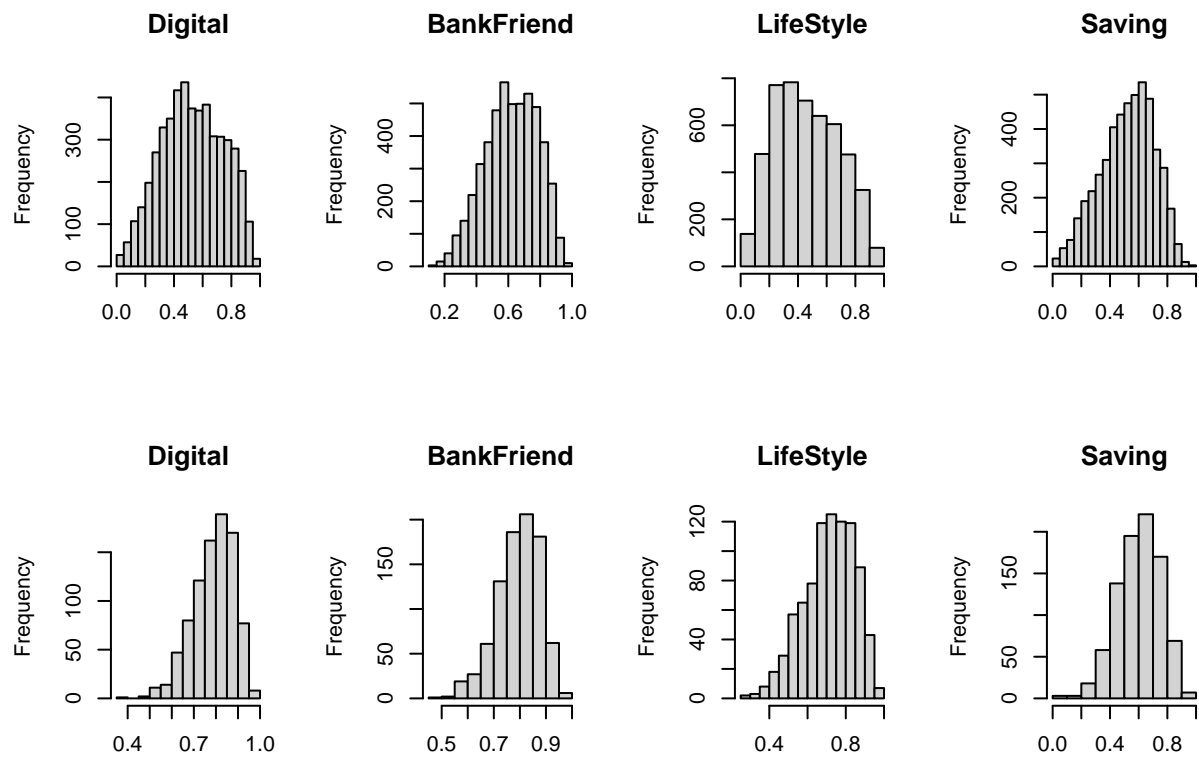 Digital BankFriend LifeStyle Saving
Frequency 0 100 300
0.0 0.4 0.8
Frequency 0 200 400
0.2 0.6 1.0
Frequency 0 200 600
0.0 0.4 0.8
Frequency 0 200 400
0.0 0.4 0.8
Digital BankFriend LifeStyle Saving
Frequency 0 50 100
0.4 0.7 1.0
Frequency 0 50 150
0.5 0.7 0.9
Frequency 0 40 80 120
0.4 0.8
Frequency 0 50 150
0.0 0.4 0.8